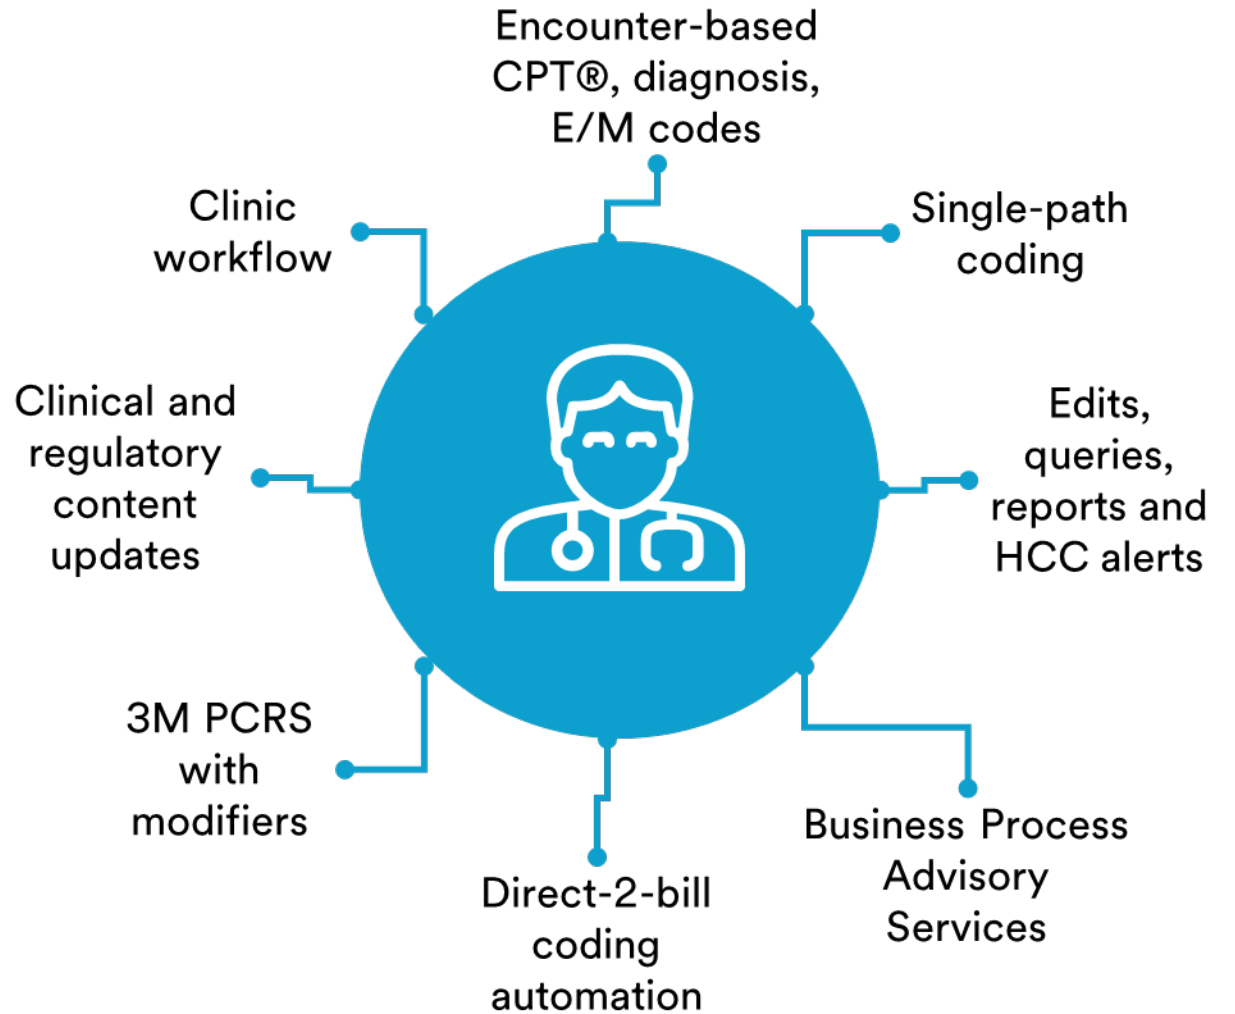 Encounter-based
CPT®, diagnosis,
E/M codes
Single-path
coding
Edits,
queries,
reports and
HCC alerts
Business Process
Advisory
Services
Direct-2-bill
coding
automation
3M PCRS
with
modifiers
Clinical and
regulatory
content
updates
Clinic
workflow